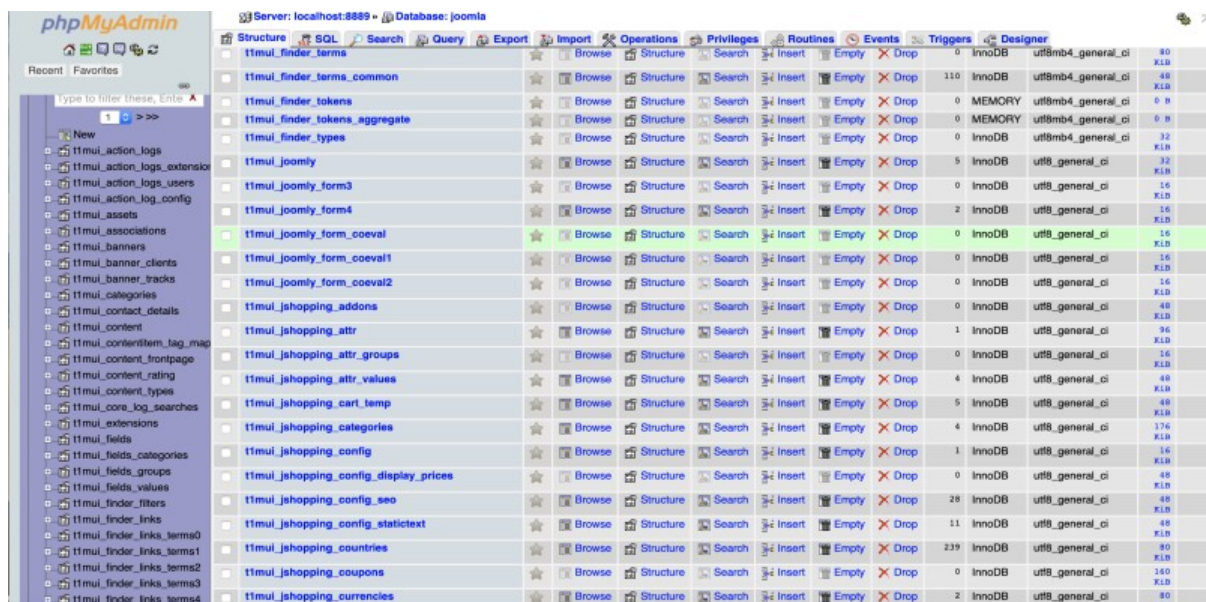 phpMyAdmin
Recent Favorites
Type to filter these, Ente X
1 > >>
New
t1mui_action_logs
t1mui_action_logs_extension
t1mui_action_logs_users
t1mui_action_log_config
t1mui_assets
t1mui_associations
t1mui_banners
t1mui_banner_clients
t1mui_banner_tracks
t1mui_categories
t1mui_contact_details
t1mui_content
t1mui_contentitem_tag_map
t1mui_content_frontpage
t1mui_content_rating
t1mui_content_types
t1mui_core_log_searches
t1mui_extensions
t1mui_fields
t1mui_fields_categories
t1mui_fields_groups
t1mui_fields_values
t1mui_finder_filters
t1mui_finder_links
t1mui_finder_links_terms0
t1mui_finder_links_terms1
t1mui_finder_links_terms2
t1mui_finder_links_terms3
t1mui_finder_links_terms4
Server: localhost:8889 » Database: joomla
Structure SQL Search Query Export Import Operations Privileges Routines Events Triggers Designer
t1mui_finder_terms Browse Structure Search Insert Empty Drop 0 InnoDB utf8mb4_general_ci 80 KiB
t1mui_finder_terms_common Browse Structure Search Insert Empty Drop 110 InnoDB utf8mb4_general_ci 48 KiB
t1mui_finder_tokens Browse Structure Search Insert Empty Drop 0 MEMORY utf8mb4_general_ci 0 B
t1mui_finder_tokens_aggregate Browse Structure Search Insert Empty Drop 0 MEMORY utf8mb4_general_ci 0 B
t1mui_finder_types Browse Structure Search Insert Empty Drop 0 InnoDB utf8mb4_general_ci 32 KiB
t1mui_joomly Browse Structure Search Insert Empty Drop 5 InnoDB utf8_general_ci 32 KiB
t1mui_joomly_form3 Browse Structure Search Insert Empty Drop 0 InnoDB utf8_general_ci 16 KiB
t1mui_joomly_form4 Browse Structure Search Insert Empty Drop 2 InnoDB utf8_general_ci 16 KiB
t1mui_joomly_form_coeval Browse Structure Search Insert Empty Drop 0 InnoDB utf8_general_ci 16 KiB
t1mui_joomly_form_coeval1 Browse Structure Search Insert Empty Drop 0 InnoDB utf8_general_ci 16 KiB
t1mui_joomly_form_coeval2 Browse Structure Search Insert Empty Drop 0 InnoDB utf8_general_ci 16 KiB
t1mui_jshopping_addons Browse Structure Search Insert Empty Drop 0 InnoDB utf8_general_ci 48 KiB
t1mui_jshopping_attr Browse Structure Search Insert Empty Drop 1 InnoDB utf8_general_ci 96 KiB
t1mui_jshopping_attr_groups Browse Structure Search Insert Empty Drop 0 InnoDB utf8_general_ci 16 KiB
t1mui_jshopping_attr_values Browse Structure Search Insert Empty Drop 4 InnoDB utf8_general_ci 48 KiB
t1mui_jshopping_cart_temp Browse Structure Search Insert Empty Drop 5 InnoDB utf8_general_ci 48 KiB
t1mui_jshopping_categories Browse Structure Search Insert Empty Drop 4 InnoDB utf8_general_ci 176 KiB
t1mui_jshopping_config Browse Structure Search Insert Empty Drop 1 InnoDB utf8_general_ci 16 KiB
t1mui_jshopping_config_display_prices Browse Structure Search Insert Empty Drop 0 InnoDB utf8_general_ci 48 KiB
t1mui_jshopping_config_seo Browse Structure Search Insert Empty Drop 28 InnoDB utf8_general_ci 48 KiB
t1mui_jshopping_config_statictext Browse Structure Search Insert Empty Drop 11 InnoDB utf8_general_ci 48 KiB
t1mui_jshopping_countries Browse Structure Search Insert Empty Drop 239 InnoDB utf8_general_ci 80 KiB
t1mui_jshopping_coupons Browse Structure Search Insert Empty Drop 0 InnoDB utf8_general_ci 160 KiB
t1mui_jshopping_currencies Browse Structure Search Insert Empty Drop 2 InnoDB utf8_general_ci 80